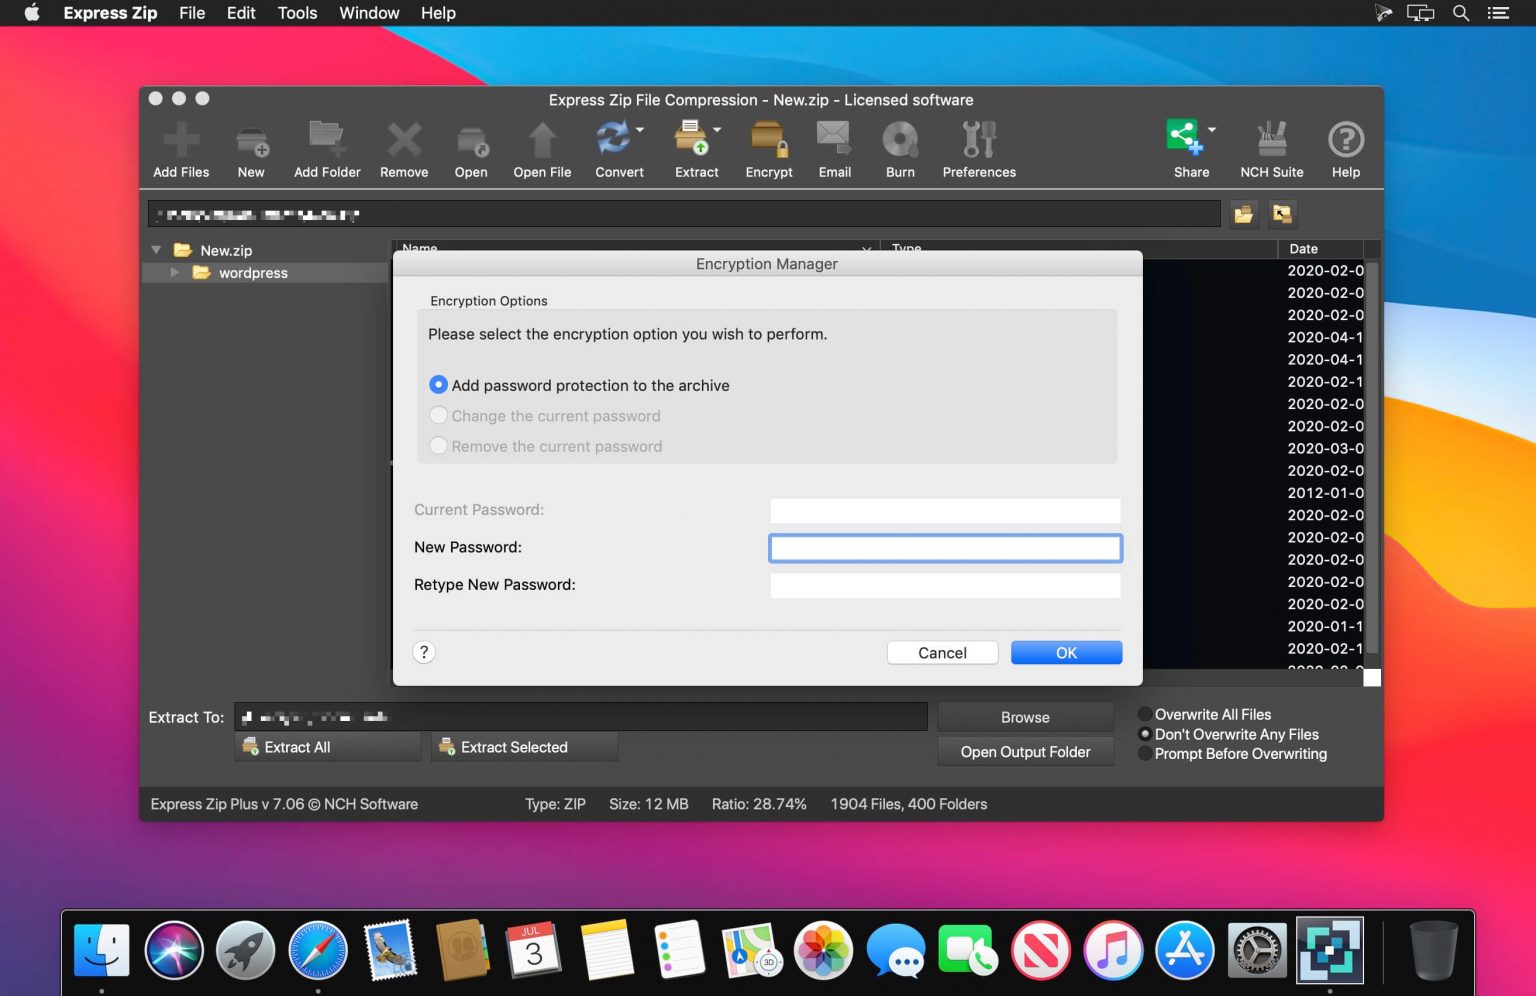 Express Zip File Edit Tools Window Help
Express Zip File Compression - New.zip - Licensed software
Add Files New Add Folder Remove Open Open File Convert Extract Encrypt Email Burn Preferences Share NCH Suite Help
New.zip
wordpress
Name Type Date
Encryption Manager
Encryption Options
Please select the encryption option you wish to perform.
Add password protection to the archive
Change the current password
Remove the current password
Current Password:
New Password:
Retype New Password:
? Cancel OK
2020-02-0
2020-02-0
2020-02-0
2020-04-1
2020-04-1
2020-02-1
2020-02-0
2020-02-0
2020-03-0
2020-02-0
2012-01-0
2020-02-0
2020-02-0
2020-02-0
2020-02-0
2020-02-0
2020-01-1
2020-02-1
Extract To: Browse
Extract All Extract Selected Open Output Folder
Overwrite All Files
Don't Overwrite Any Files
Prompt Before Overwriting
Express Zip Plus v 7.06 © NCH Software Type: ZIP Size: 12 MB Ratio: 28.74% 1904 Files, 400 Folders
JUL
3
3D